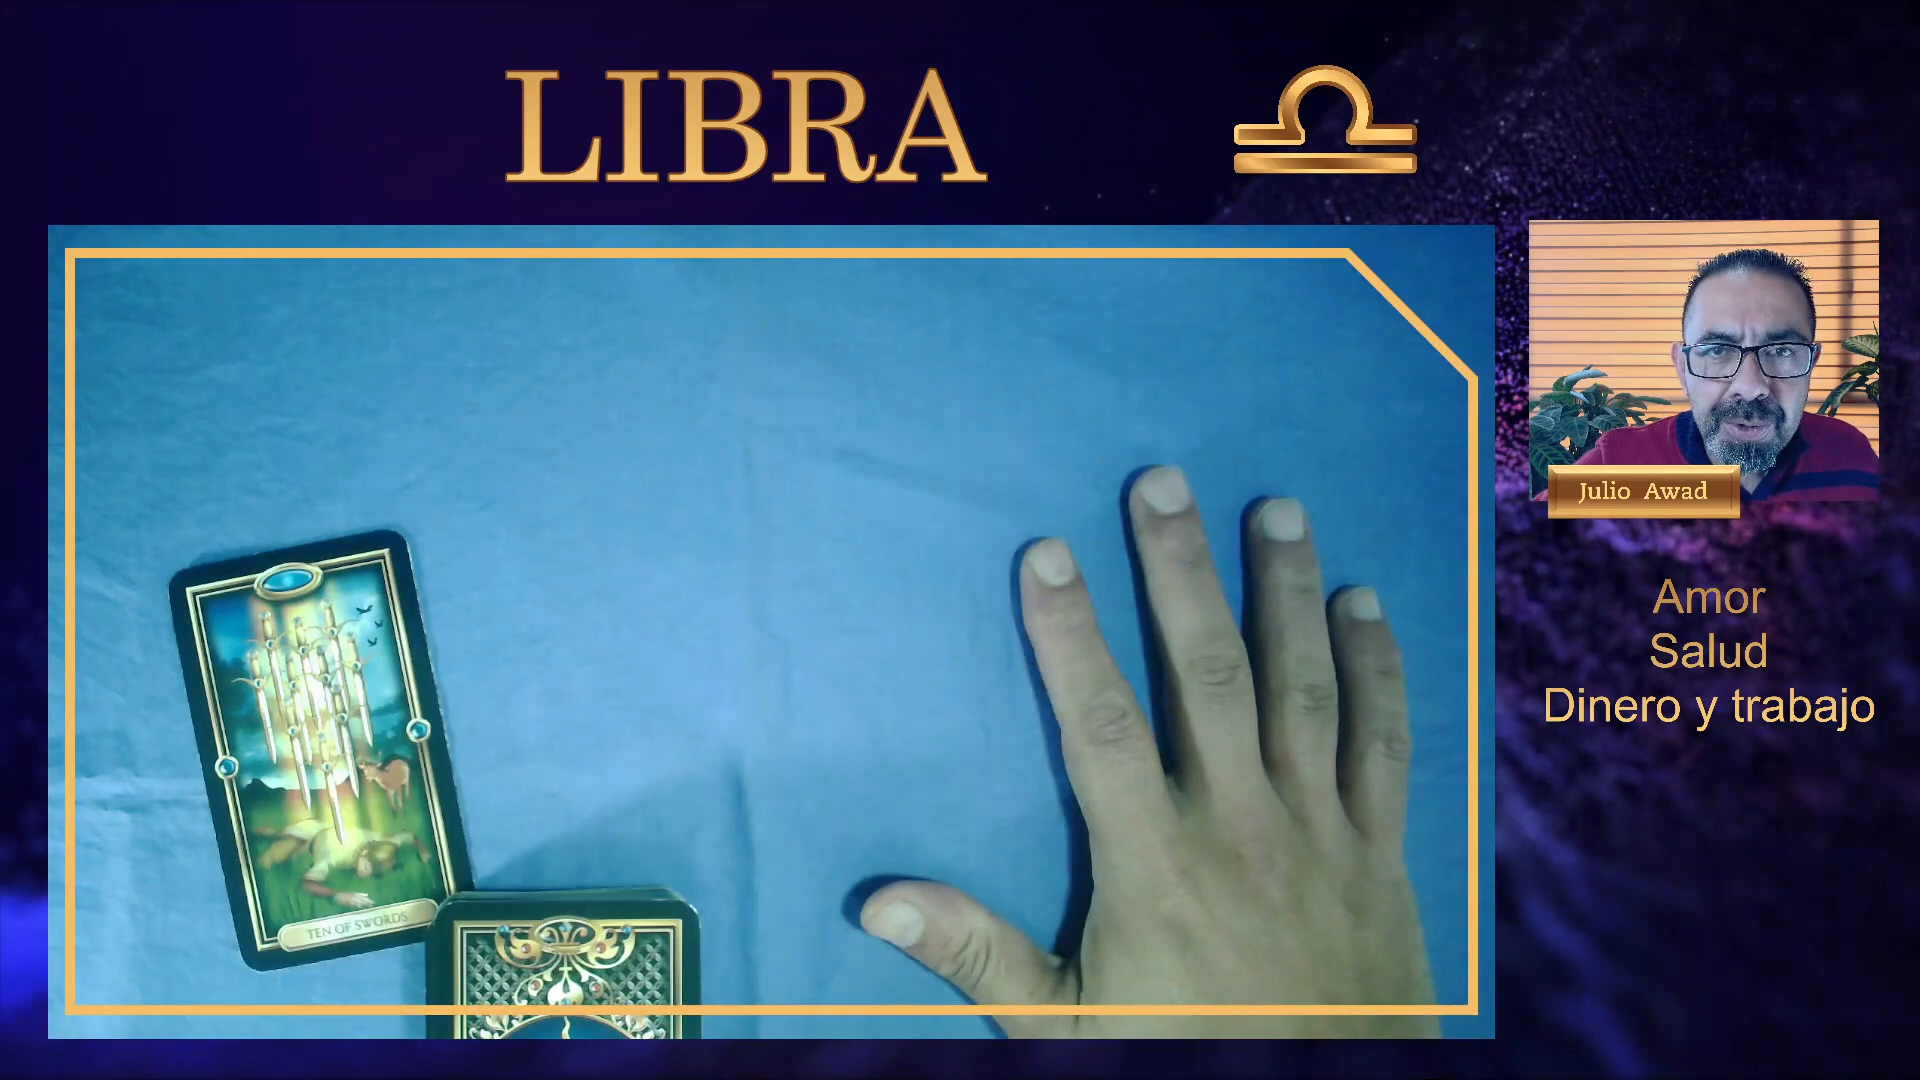 LIBRA
Julio Awad
Amor
Salud
Dinero y trabajo
TEN OF SWORDS